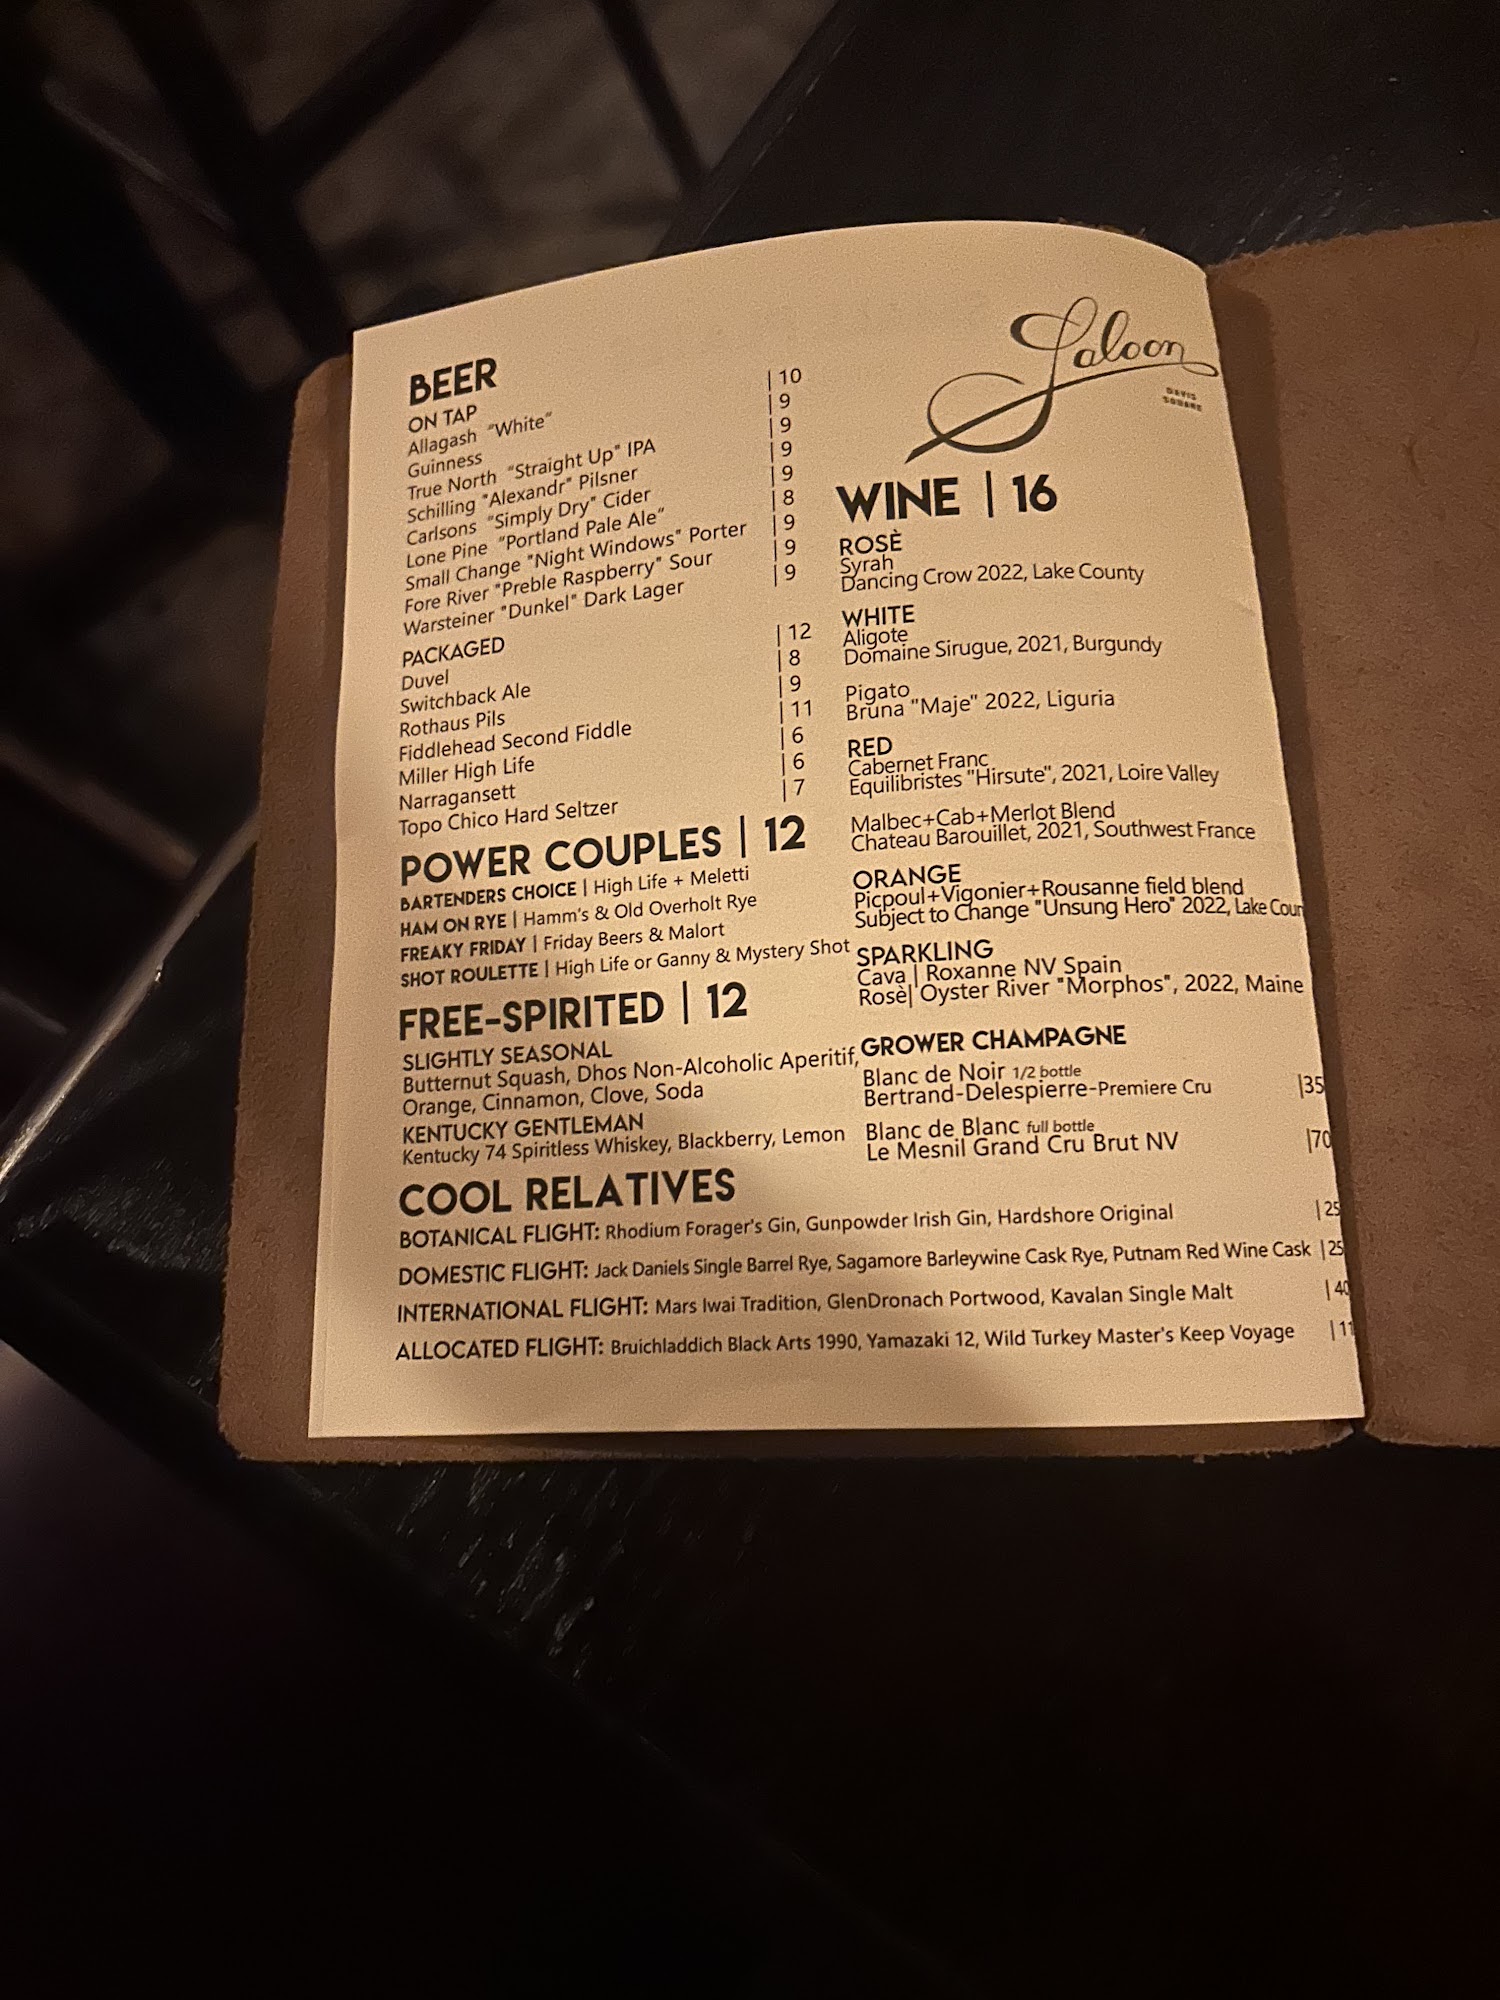 Saloon
DAVIS
SQUARE
BEER
ON TAP
Allagash "White" | 10
Guinness | 9
True North "Straight Up" IPA | 9
Schilling "Alexandr" Pilsner | 9
Carlsons "Simply Dry" Cider | 9
Lone Pine "Portland Pale Ale" | 8
Small Change "Night Windows" Porter | 9
Fore River "Preble Raspberry" Sour | 9
Warsteiner "Dunkel" Dark Lager | 9
PACKAGED
Duvel | 12
Switchback Ale | 8
Rothaus Pils | 9
Fiddlehead Second Fiddle | 11
Miller High Life | 6
Narragansett | 6
Topo Chico Hard Seltzer | 7
POWER COUPLES | 12
BARTENDERS CHOICE | High Life + Meletti
HAM ON RYE | Hamm's & Old Overholt Rye
FREAKY FRIDAY | Friday Beers & Malort
SHOT ROULETTE | High Life or Ganny & Mystery Shot
FREE-SPIRITED | 12
SLIGHTLY SEASONAL
Butternut Squash, Dhos Non-Alcoholic Aperitif,
Orange, Cinnamon, Clove, Soda
KENTUCKY GENTLEMAN
Kentucky 74 Spiritless Whiskey, Blackberry, Lemon
WINE | 16
ROSÈ
Syrah
Dancing Crow 2022, Lake County
WHITE
Aligote
Domaine Sirugue, 2021, Burgundy
Pigato
Bruna "Maje" 2022, Liguria
RED
Cabernet Franc
Equilibristes "Hirsute", 2021, Loire Valley
Malbec+Cab+Merlot Blend
Chateau Barouillet, 2021, Southwest France
ORANGE
Picpoul+Vigonier+Rousanne field blend
Subject to Change "Unsung Hero" 2022, Lake Coun
SPARKLING
Cava | Roxanne NV Spain
Rosè| Oyster River "Morphos", 2022, Maine
GROWER CHAMPAGNE
Blanc de Noir 1/2 bottle
Bertrand-Delespierre-Premiere Cru |35
Blanc de Blanc full bottle
Le Mesnil Grand Cru Brut NV |70
COOL RELATIVES
BOTANICAL FLIGHT: Rhodium Forager's Gin, Gunpowder Irish Gin, Hardshore Original | 25
DOMESTIC FLIGHT: Jack Daniels Single Barrel Rye, Sagamore Barleywine Cask Rye, Putnam Red Wine Cask | 25
INTERNATIONAL FLIGHT: Mars Iwai Tradition, GlenDronach Portwood, Kavalan Single Malt | 40
ALLOCATED FLIGHT: Bruichladdich Black Arts 1990, Yamazaki 12, Wild Turkey Master's Keep Voyage | 11